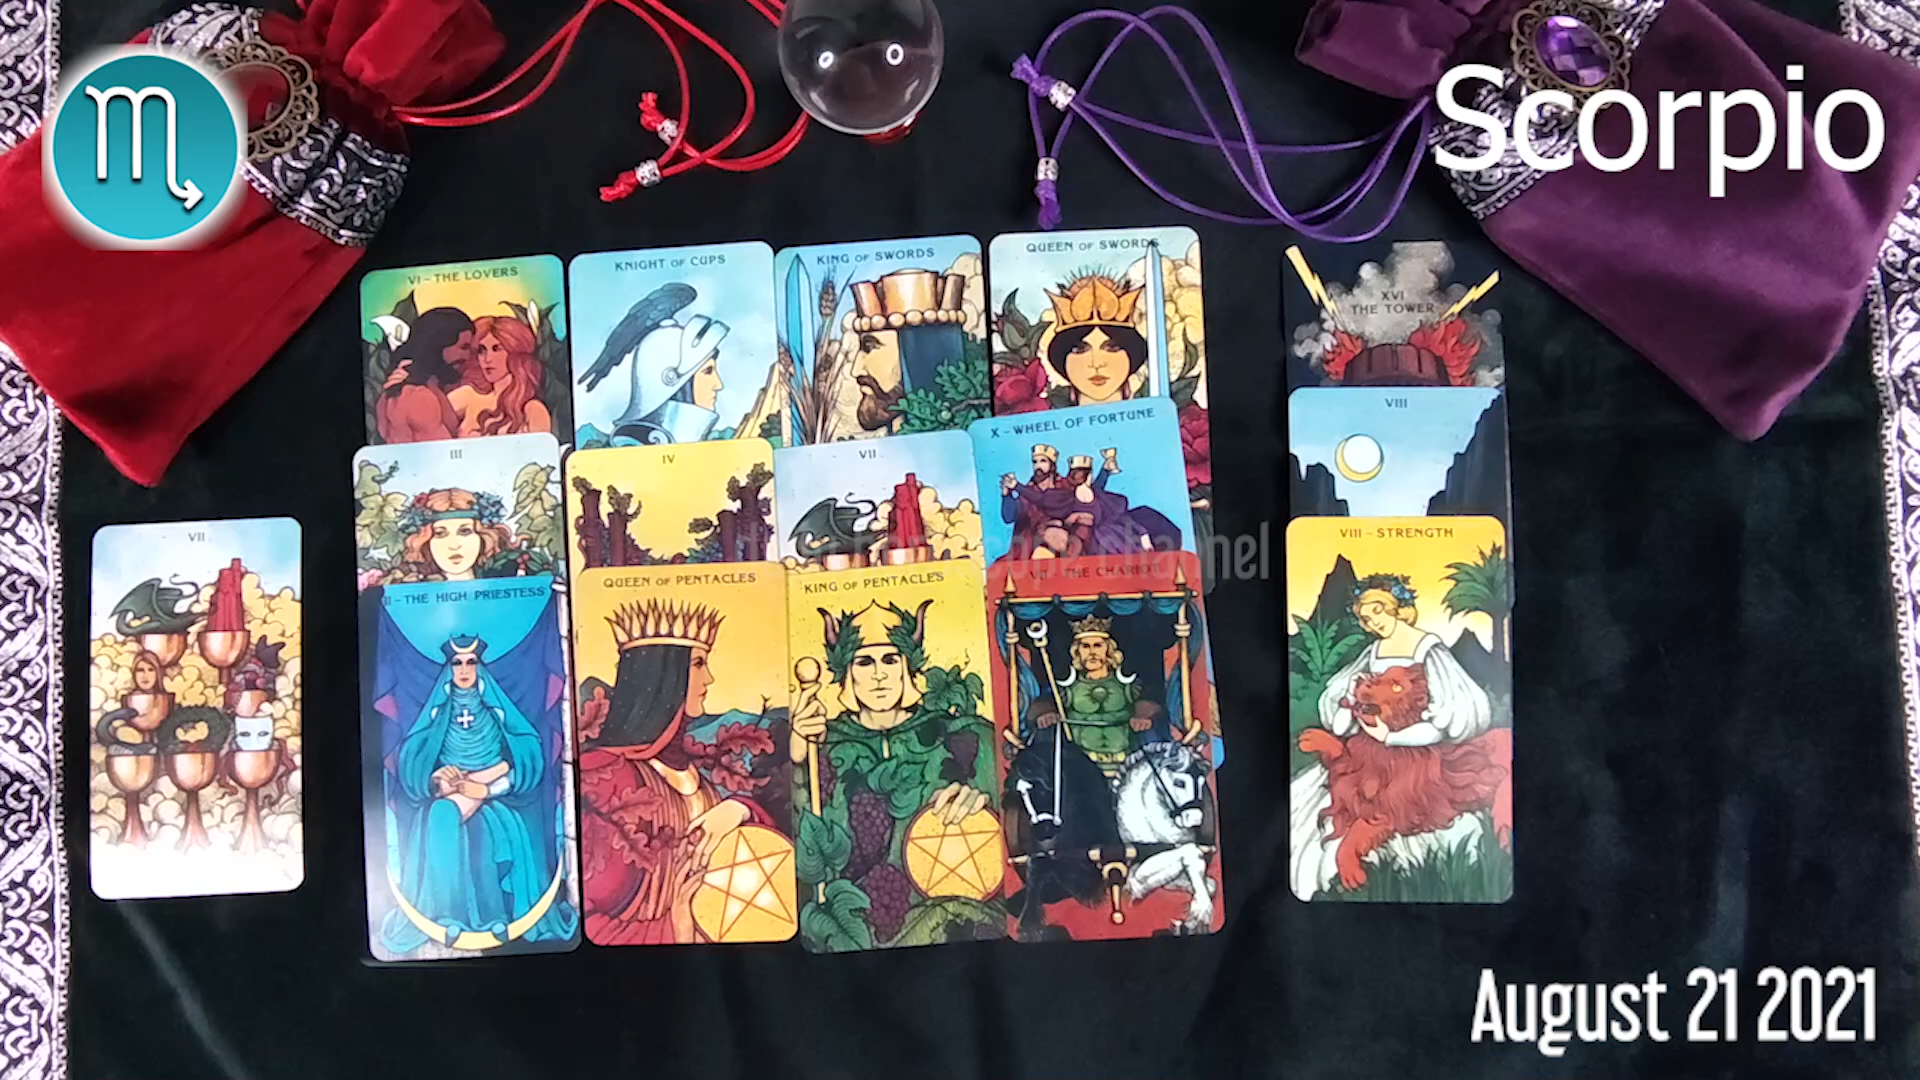 Scorpio
VI – THE LOVERS
KNIGHT OF CUPS
KING OF SWORDS
QUEEN OF SWORDS
XVI
THE TOWER
III
IV
VII
X – WHEEL OF FORTUNE
VIII
VII
II – THE HIGH PRIESTESS
QUEEN OF PENTACLES
KING OF PENTACLES
VII – THE CHARIOT
VIII – STRENGTH
channel
August 21 2021